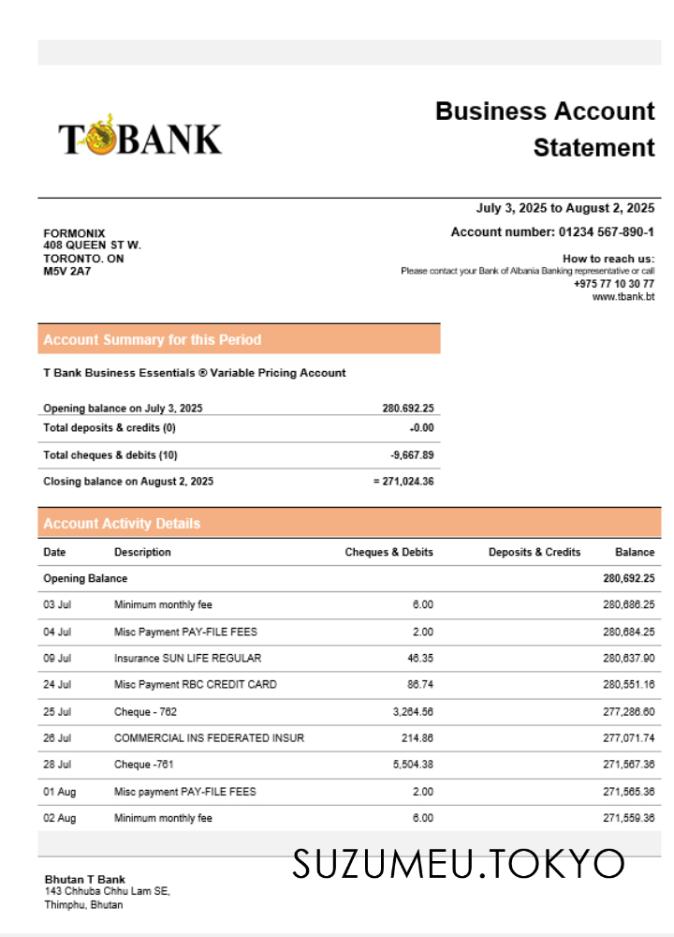 T BANK
Business Account
Statement
July 3, 2025 to August 2, 2025
FORMONIX
408 QUEEN ST W.
TORONTO. ON
M5V 2A7
Account number: 01234 567-890-1
How to reach us:
Please contact your Bank of Albania Banking representative or call
+975 77 10 30 77
www.tbank.bt
Account Summary for this Period
T Bank Business Essentials ® Variable Pricing Account
Opening balance on July 3, 2025 280.692.25
Total deposits & credits (0) -0.00
Total cheques & debits (10) -9,667.89
Closing balance on August 2, 2025 = 271,024.36
Account Activity Details
Date Description Cheques & Debits Deposits & Credits Balance
Opening Balance 280,692.25
03 Jul Minimum monthly fee 6.00 280,686.25
04 Jul Misc Payment PAY-FILE FEES 2.00 280,684.25
09 Jul Insurance SUN LIFE REGULAR 46.35 280,637.90
24 Jul Misc Payment RBC CREDIT CARD 86.74 280,551.16
25 Jul Cheque - 762 3,264.56 277,286.60
26 Jul COMMERCIAL INS FEDERATED INSUR 214.86 277,071.74
28 Jul Cheque -761 5,504.38 271,567.36
01 Aug Misc payment PAY-FILE FEES 2.00 271,565.36
02 Aug Minimum monthly fee 6.00 271,559.36
SUZUMEU.TOKYO
Bhutan T Bank
143 Chhuba Chhu Lam SE,
Thimphu, Bhutan